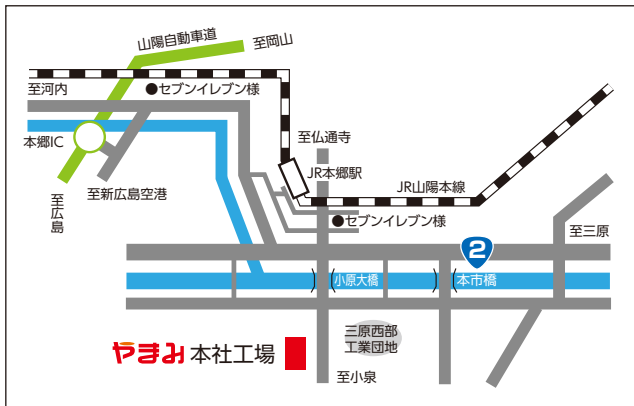 山陽自動車道
至岡山
至河内
●セブンイレブン様
本郷IC
至仏通寺
JR本郷駅
至広島
至新広島空港
JR山陽本線
●セブンイレブン様
至三原
2
小原大橋
本市橋
三原西部
工業団地
やまみ 本社工場
至小泉